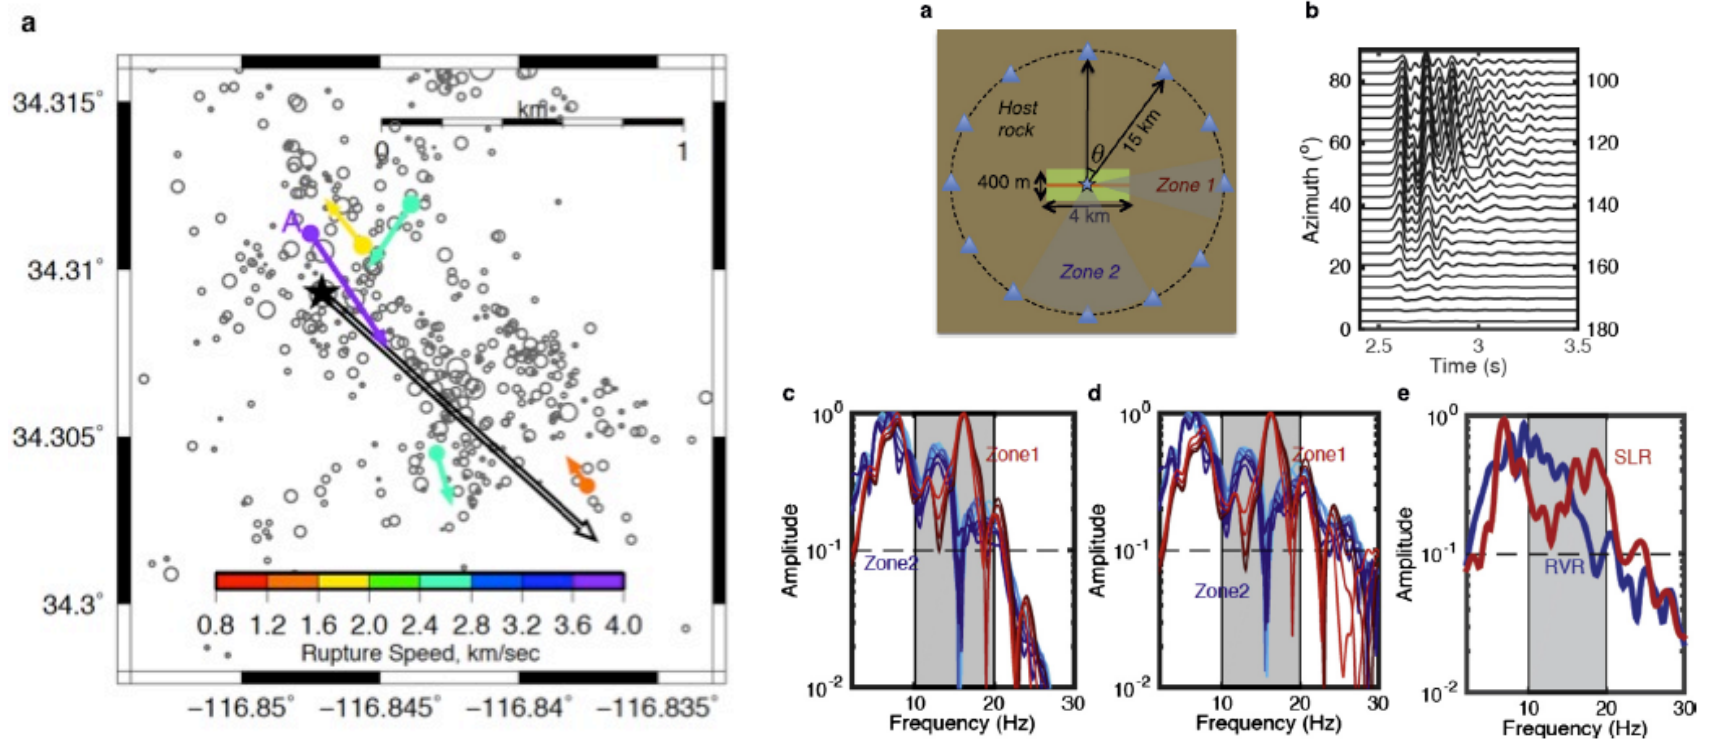 a
34.315°
34.31°
34.305°
34.3°
km
0 1
A
0.8 1.2 1.6 2.0 2.4 2.8 3.2 3.6 4.0
Rupture Speed, km/sec
−116.85° −116.845° −116.84° −116.835°
a
Host
rock
15 km
θ
400 m
4 km
Zone 1
Zone 2
b
Azimuth (°)
80 100
60 120
40 140
20 160
0 180
2.5 3 3.5
Time (s)
c
Amplitude
10⁰
10⁻¹
10⁻²
Zone1
Zone2
10 20 30
Frequency (Hz)
d
Amplitude
10⁰
10⁻¹
10⁻²
Zone1
Zone2
10 20 30
Frequency (Hz)
e
Amplitude
10⁰
10⁻¹
10⁻²
SLR
RVR
10 20 30
Frequency (Hz)